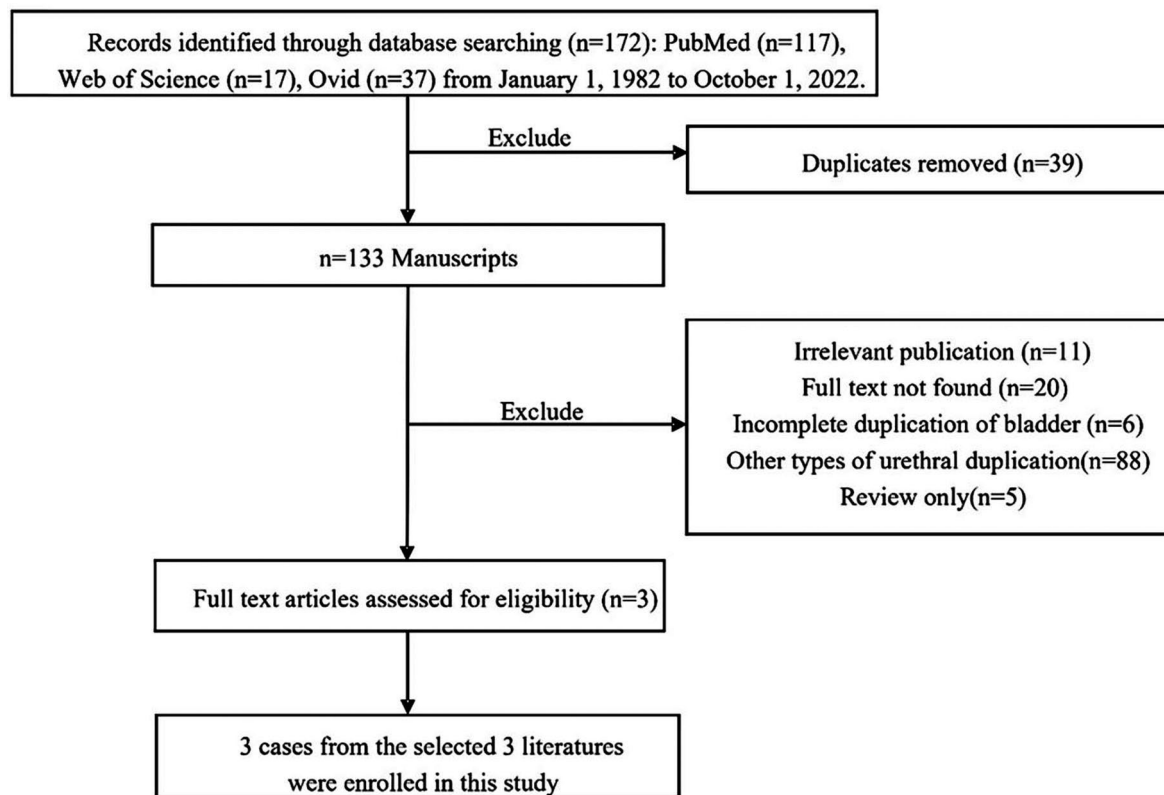 Records identified through database searching (n=172): PubMed (n=117),
Web of Science (n=17), Ovid (n=37) from January 1, 1982 to October 1, 2022.
Exclude
Duplicates removed (n=39)
n=133 Manuscripts
Irrelevant publication (n=11)
Full text not found (n=20)
Exclude
Incomplete duplication of bladder (n=6)
Other types of urethral duplication(n=88)
Review only(n=5)
Full text articles assessed for eligibility (n=3)
3 cases from the selected 3 literatures
were enrolled in this study